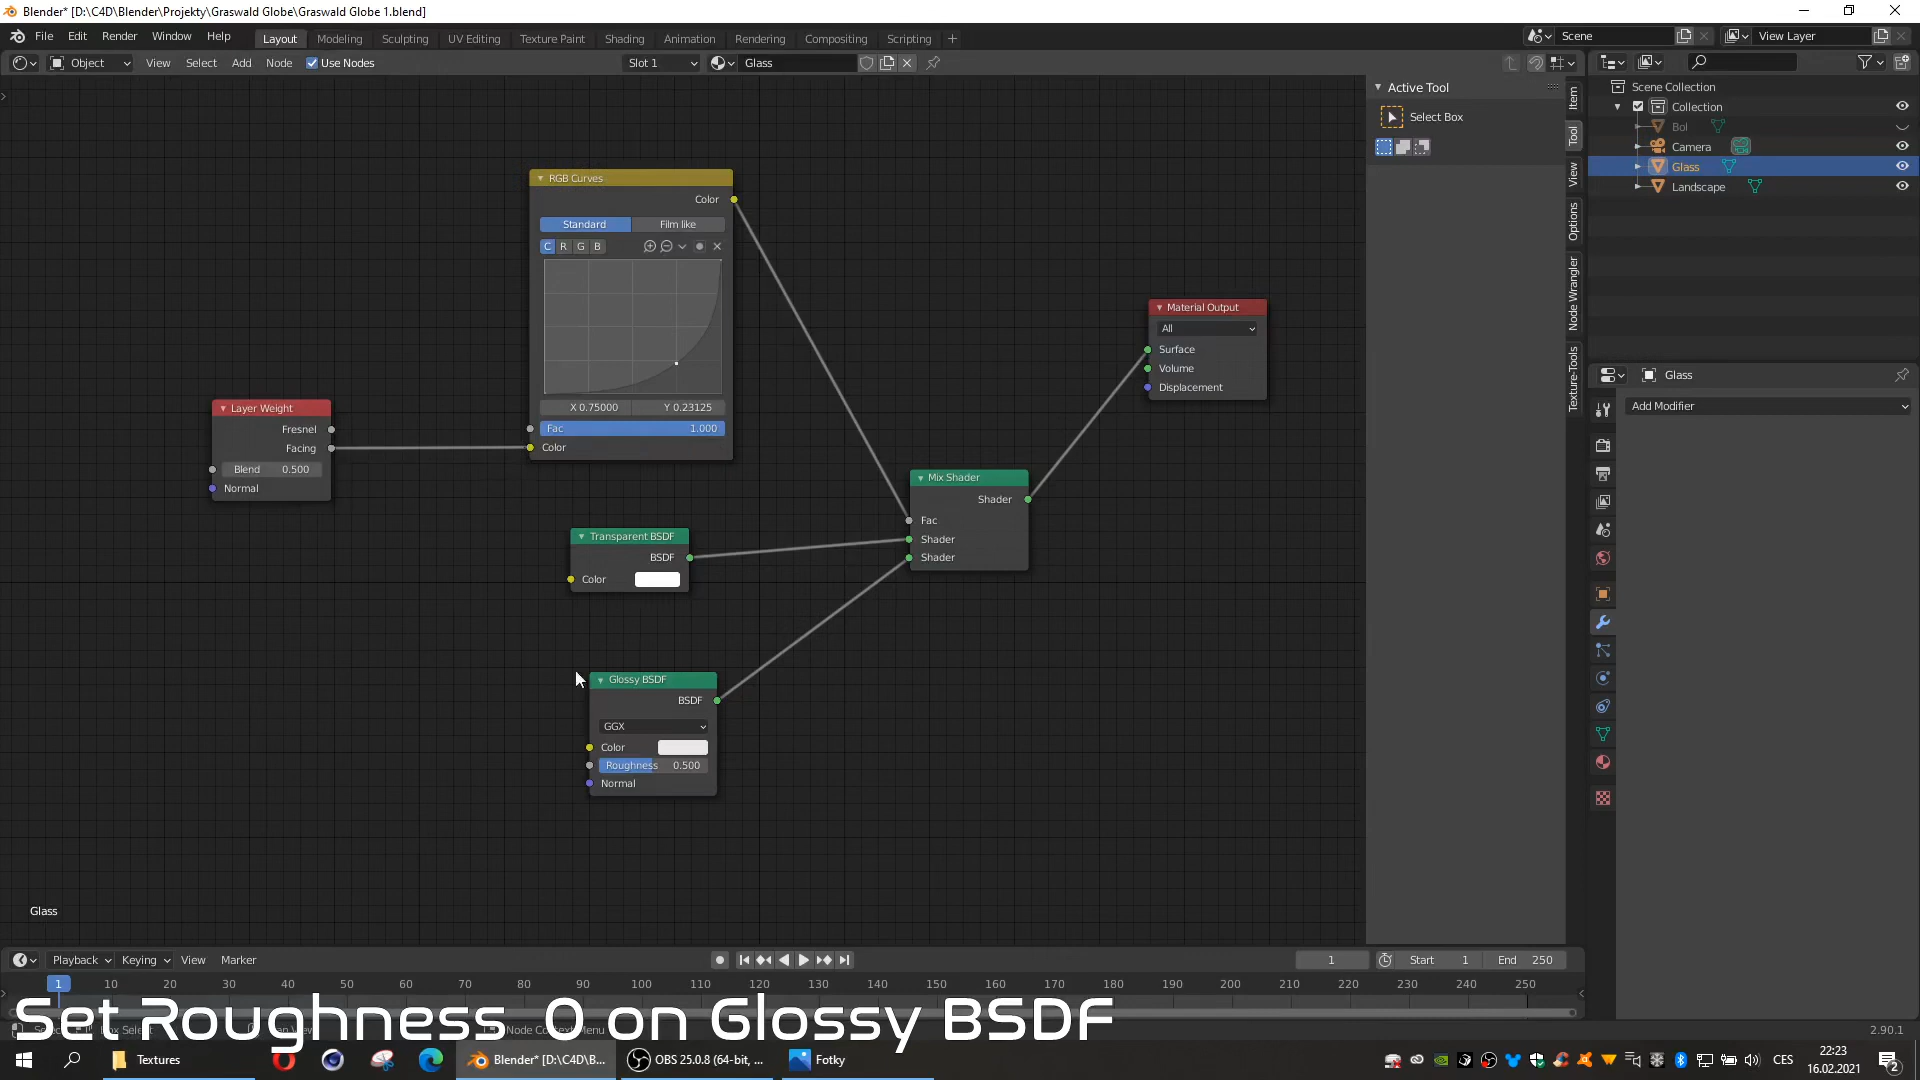 Blender* [D:\C4D\Blender\Projekty\Graswald Globe\Graswald Globe 1.blend]
File Edit Render Window Help Layout Modeling Sculpting UV Editing Texture Paint Shading Animation Rendering Compositing Scripting Scene View Layer
Object View Select Add Node Use Nodes Slot 1 Glass
Active Tool
Select Box
Item
Tool
View
Options
Node Wrangler
Texture-Tools
Scene Collection
Collection
Bol
Camera
Glass
Landscape
Glass
Add Modifier
RGB Curves
Color
Standard Film like
C R G B
X 0.75000 Y 0.23125
Fac 1.000
Color
Layer Weight
Fresnel
Facing
Blend 0.500
Normal
Transparent BSDF
BSDF
Color
Glossy BSDF
BSDF
GGX
Color
Roughness 0.500
Normal
Mix Shader
Shader
Fac
Shader
Shader
Material Output
All
Surface
Volume
Displacement
Glass
Playback Keying View Marker 1 Start 1 End 250
1 10 20 30 40 50 60 70 80 90 100 110 120 130 140 150 160 170 180 190 200 210 220 230 240 250
Set Roughness 0 on Glossy BSDF
Node Context Menu
2.90.1
Textures
Blender* [D:\C4D\B...
OBS 25.0.8 (64-bit, ...
Fotky
CES
22:23
16.02.2021
2